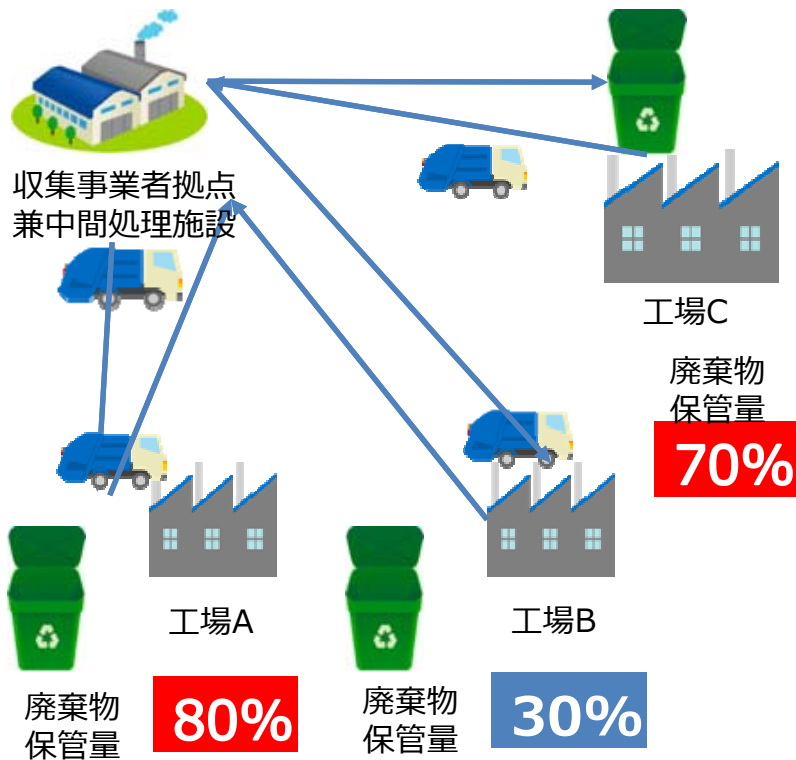 収集事業者拠点
兼中間処理施設
工場C
廃棄物
保管量
70%
工場A
廃棄物
保管量
80%
工場B
廃棄物
保管量
30%